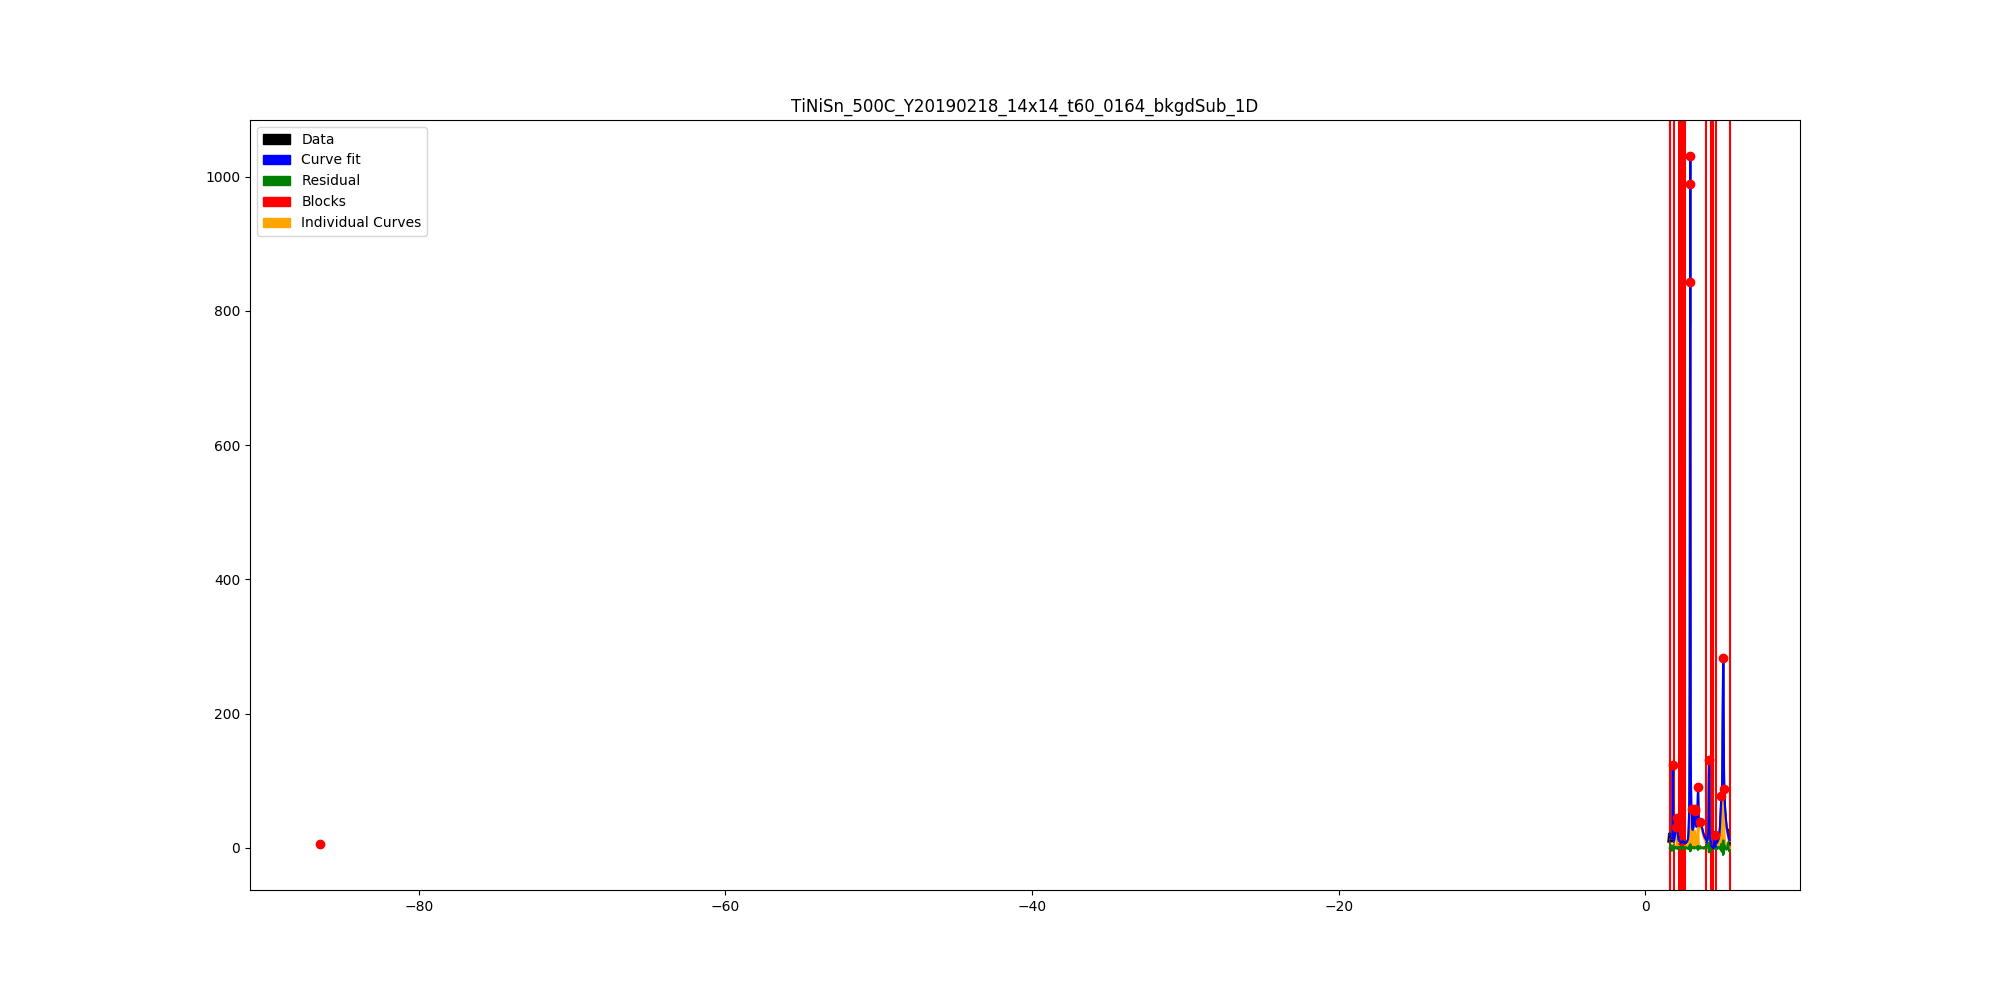 TiNiSn_500C_Y20190218_14x14_t60_0164_bkgdSub_1D
Data
Curve fit
Residual
Blocks
Individual Curves
1000
800
600
400
200
0
−80
−60
−40
−20
0